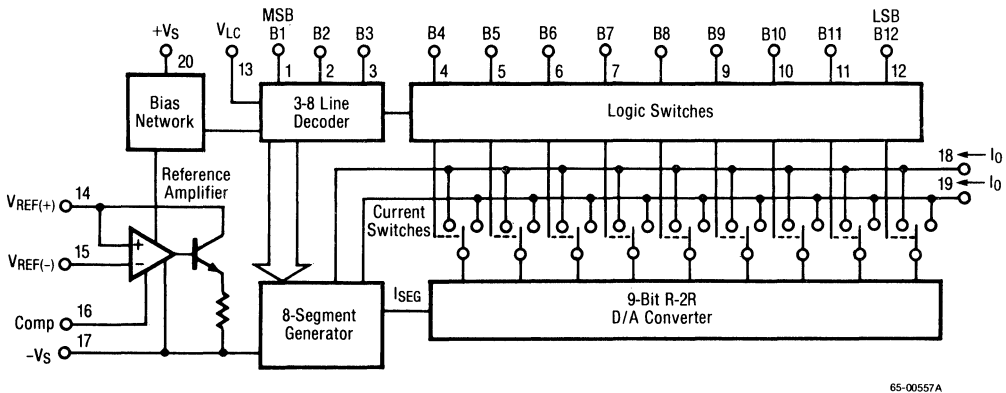 MSB
LSB
+VS
VLC
B1
B2
B3
B4
B5
B6
B7
B8
B9
B10
B11
B12
20
13
1
2
3
4
5
6
7
9
10
11
12
Bias
Network
3-8 Line
Decoder
Logic Switches
18
IO
19
IO
Reference
Amplifier
14
VREF(+)
Current
Switches
+
15
VREF(−)
−
16
Comp
17
−VS
8-Segment
Generator
ISEG
9-Bit R-2R
D/A Converter
65-00557A